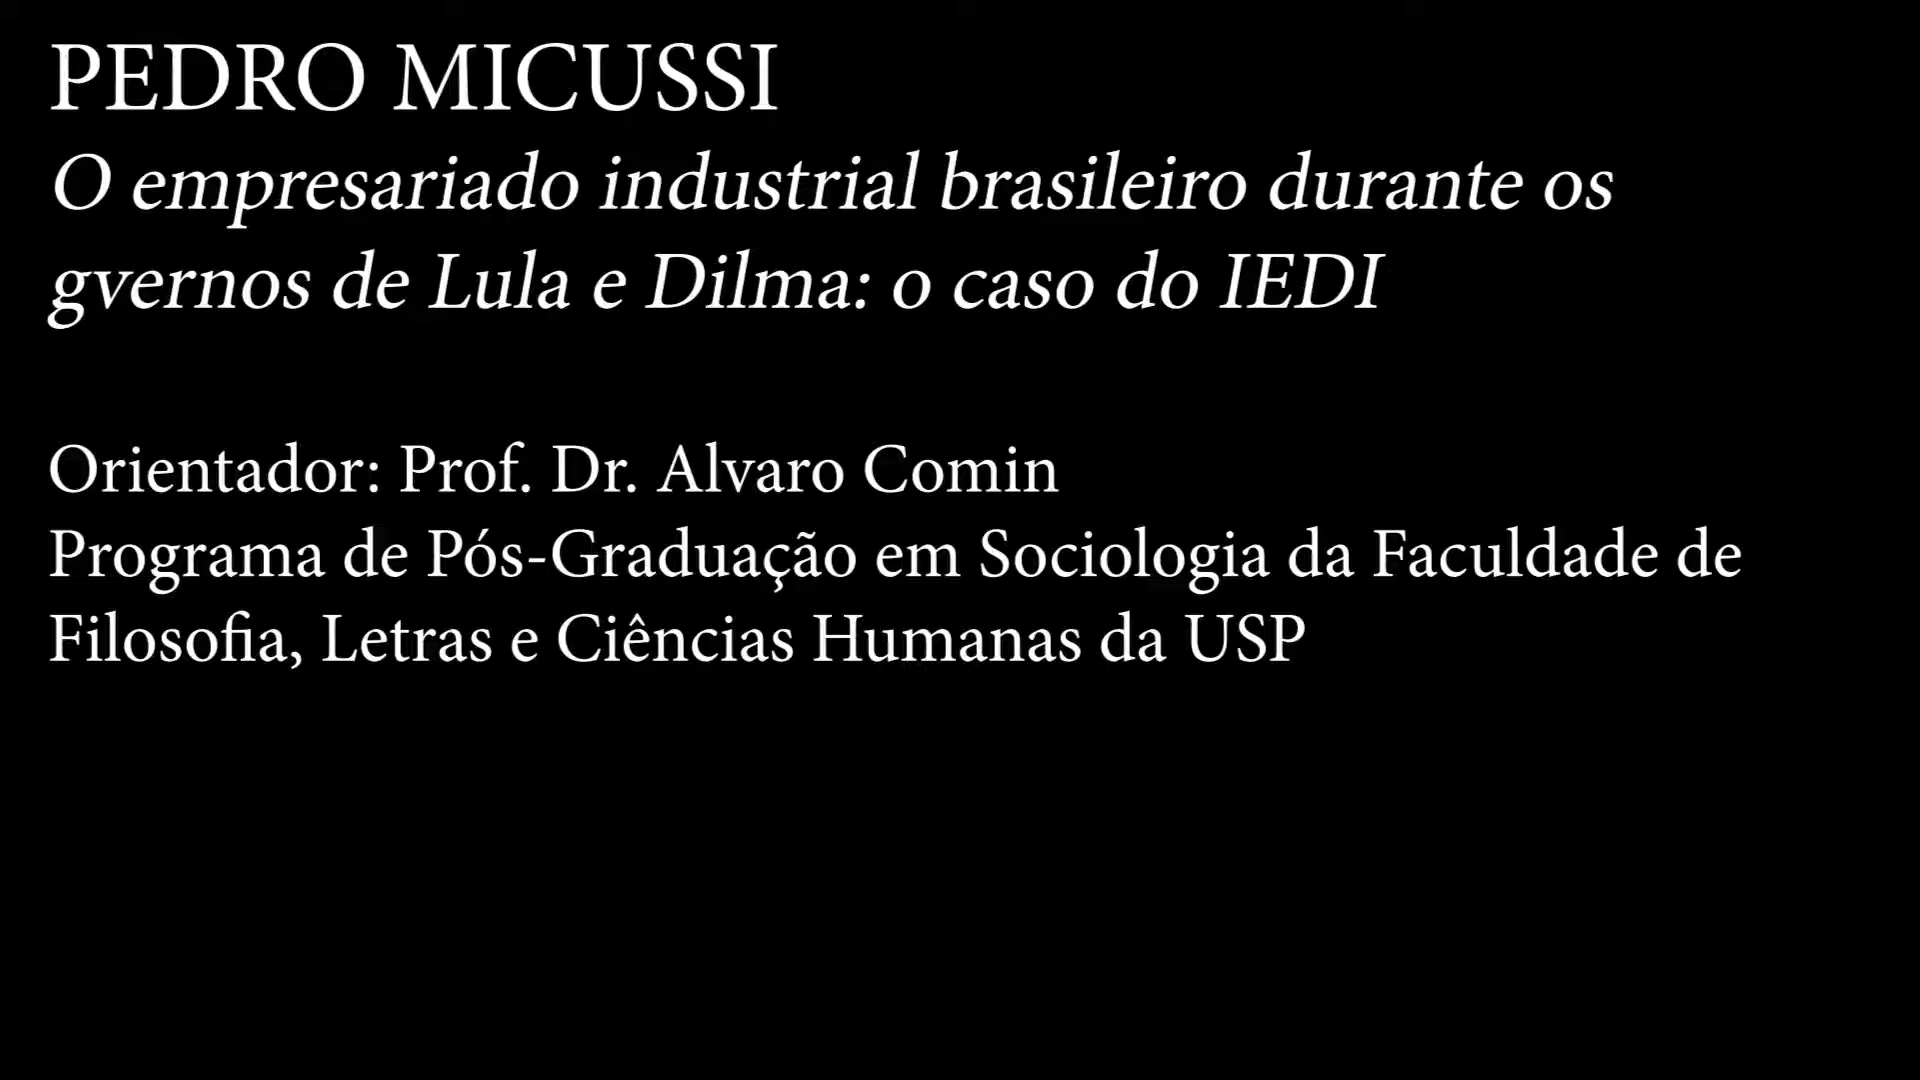 PEDRO MICUSSI
O empresariado industrial brasileiro durante os
gvernos de Lula e Dilma: o caso do IEDI
Orientador: Prof. Dr. Alvaro Comin
Programa de Pós-Graduação em Sociologia da Faculdade de
Filosofia, Letras e Ciências Humanas da USP